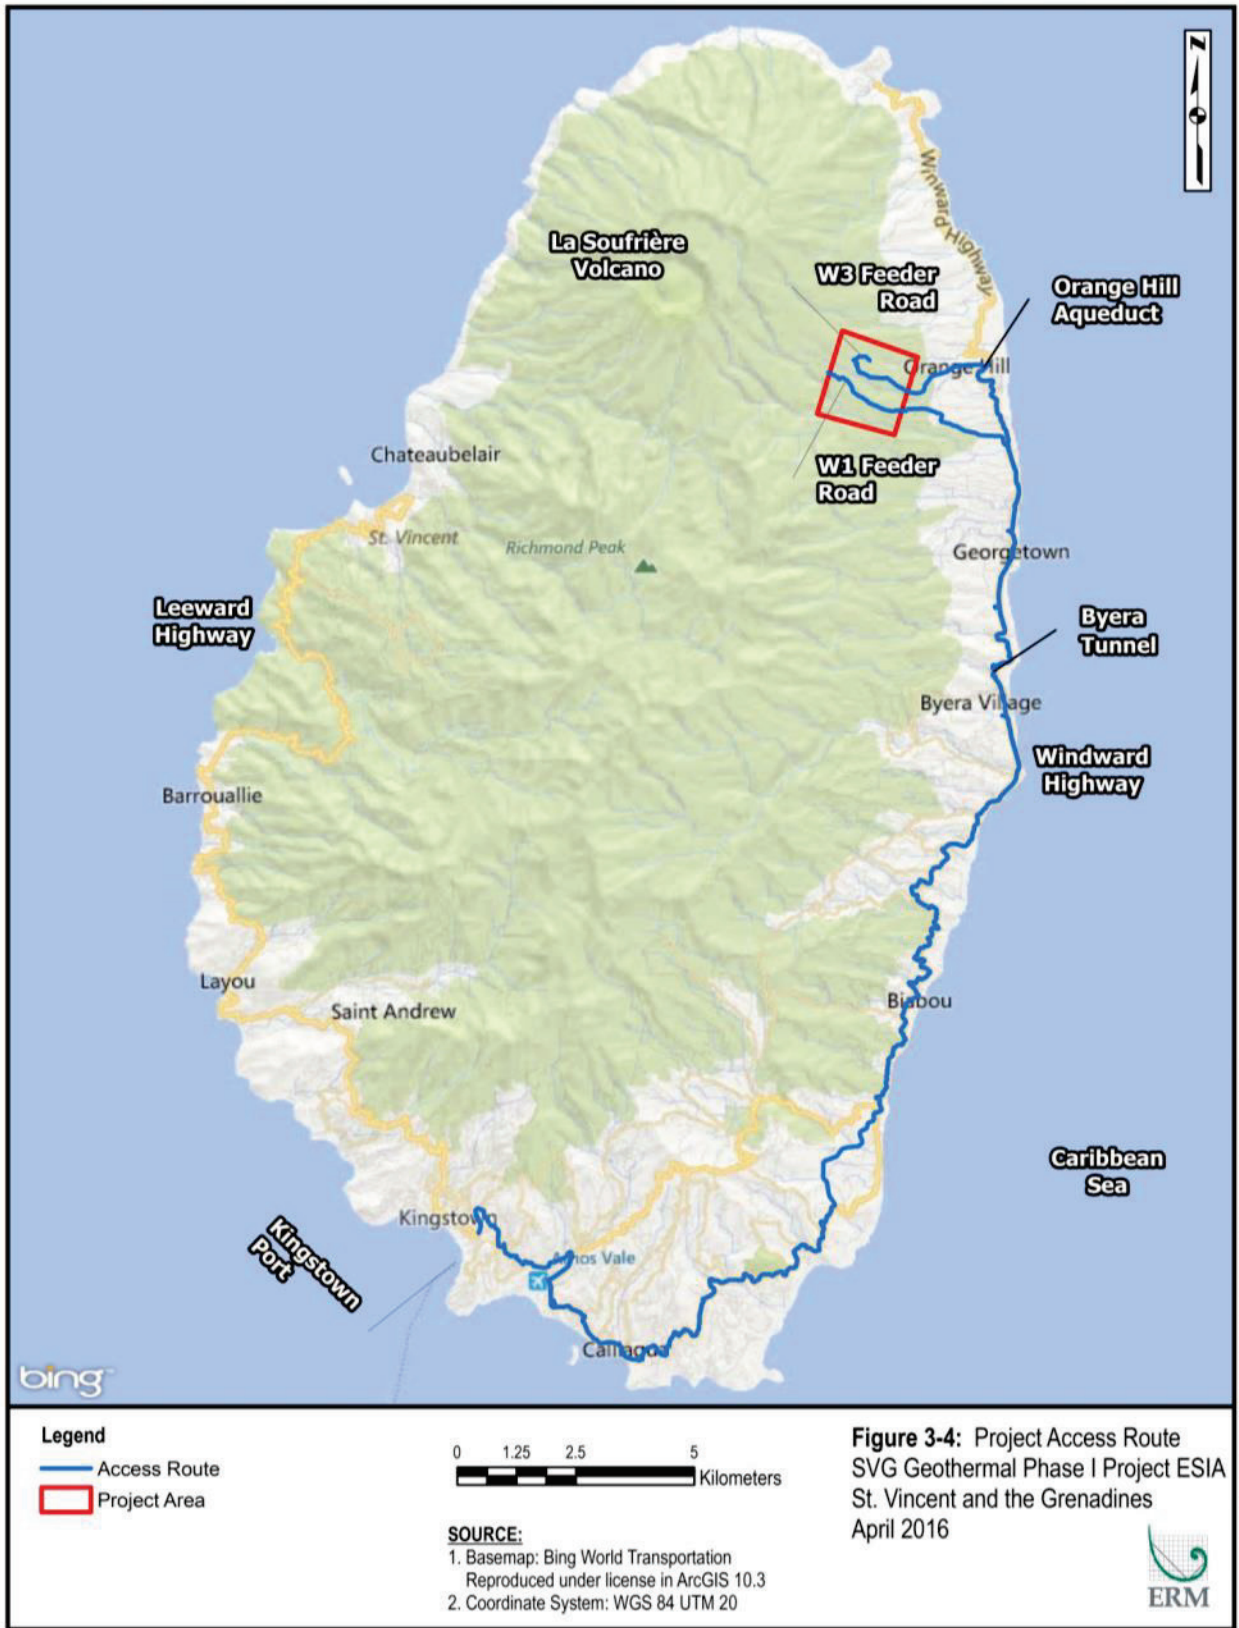 N
Winward Highway
La Soufrière
Volcano
W3 Feeder
Road
Orange Hill
Aqueduct
Orange Hill
Chateaubelair
W1 Feeder
Road
St. Vincent
Richmond Peak
Georgetown
Leeward
Highway
Byera
Tunnel
Byera Village
Windward
Highway
Barrouallie
Layou
Saint Andrew
Biabou
Caribbean
Sea
Kingstown
Kingstown
Port
Arnos Vale
Calliaqua
bing
Legend
Access Route
Project Area
0 1.25 2.5 5
Kilometers
SOURCE:
1. Basemap: Bing World Transportation
Reproduced under license in ArcGIS 10.3
2. Coordinate System: WGS 84 UTM 20
Figure 3-4: Project Access Route
SVG Geothermal Phase I Project ESIA
St. Vincent and the Grenadines
April 2016
ERM